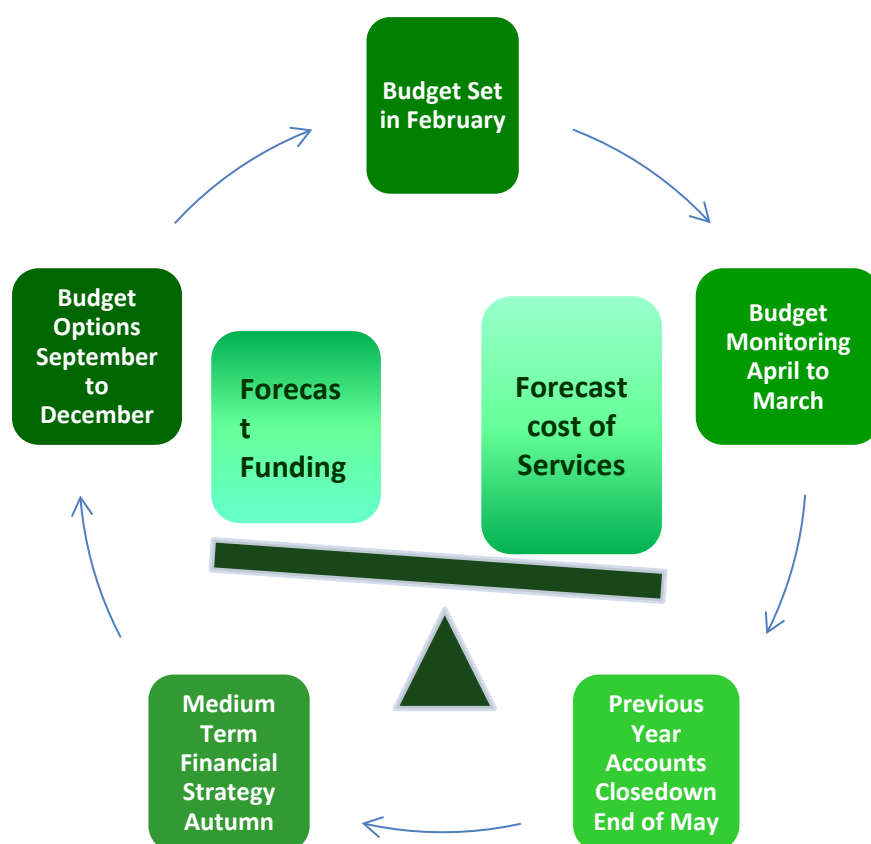 Budget Set
in February
Budget
Monitoring
April to
March
Previous
Year
Accounts
Closedown
End of May
Medium
Term
Financial
Strategy
Autumn
Budget
Options
September
to
December
Forecas
t
Funding
Forecast
cost of
Services